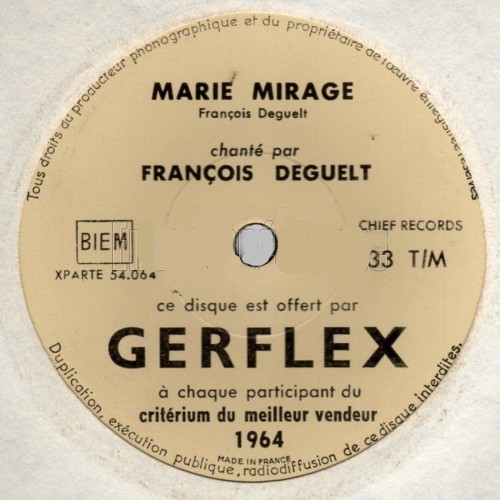 Tous droits du producteur phonographique et du propriétaire de l'œuvre
MARIE MIRAGE
François Deguelt
chanté par
FRANÇOIS DEGUELT
BIEM
XPARTE 54.064
CHIEF RECORDS
33 T/M
ce disque est offert par
GERFLEX
à chaque participant du
critérium du meilleur vendeur
1964
MADE IN FRANCE
Duplication, exécution publique, radiodiffusion de ce disque interdites.